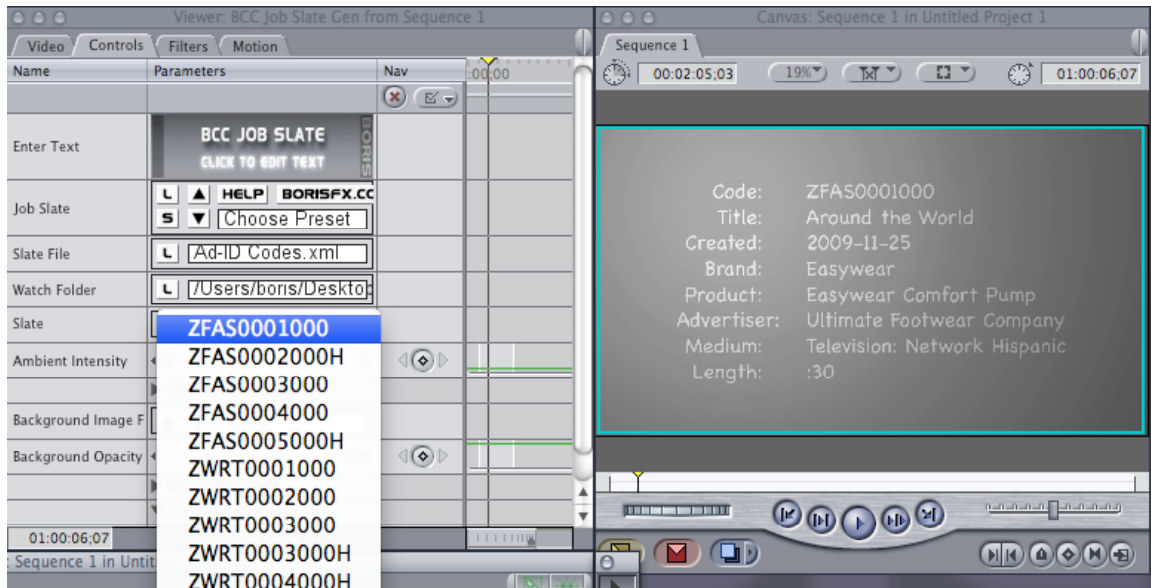 Viewer: BCC Job Slate Gen from Sequence 1
Video Controls Filters Motion
Name Parameters Nav :00;00
Enter Text
BCC JOB SLATE
CLICK TO EDIT TEXT
BORIS
Job Slate
L ▲ HELP BORISFX.CC
S ▼ Choose Preset
Slate File L Ad-ID Codes.xml
Watch Folder L /Users/boris/Desktop
Slate
ZFAS0001000
ZFAS0002000H
ZFAS0003000
ZFAS0004000
ZFAS0005000H
ZWRT0001000
ZWRT0002000
ZWRT0003000
ZWRT0003000H
ZWRT0004000H
Ambient Intensity
Background Image F
Background Opacity
01:00:06;07
: Sequence 1 in Untit
Canvas: Sequence 1 in Untitled Project 1
Sequence 1
00:02:05;03 19% 01:00:06;07
Code: ZFAS0001000
Title: Around the World
Created: 2009-11-25
Brand: Easywear
Product: Easywear Comfort Pump
Advertiser: Ultimate Footwear Company
Medium: Television: Network Hispanic
Length: :30